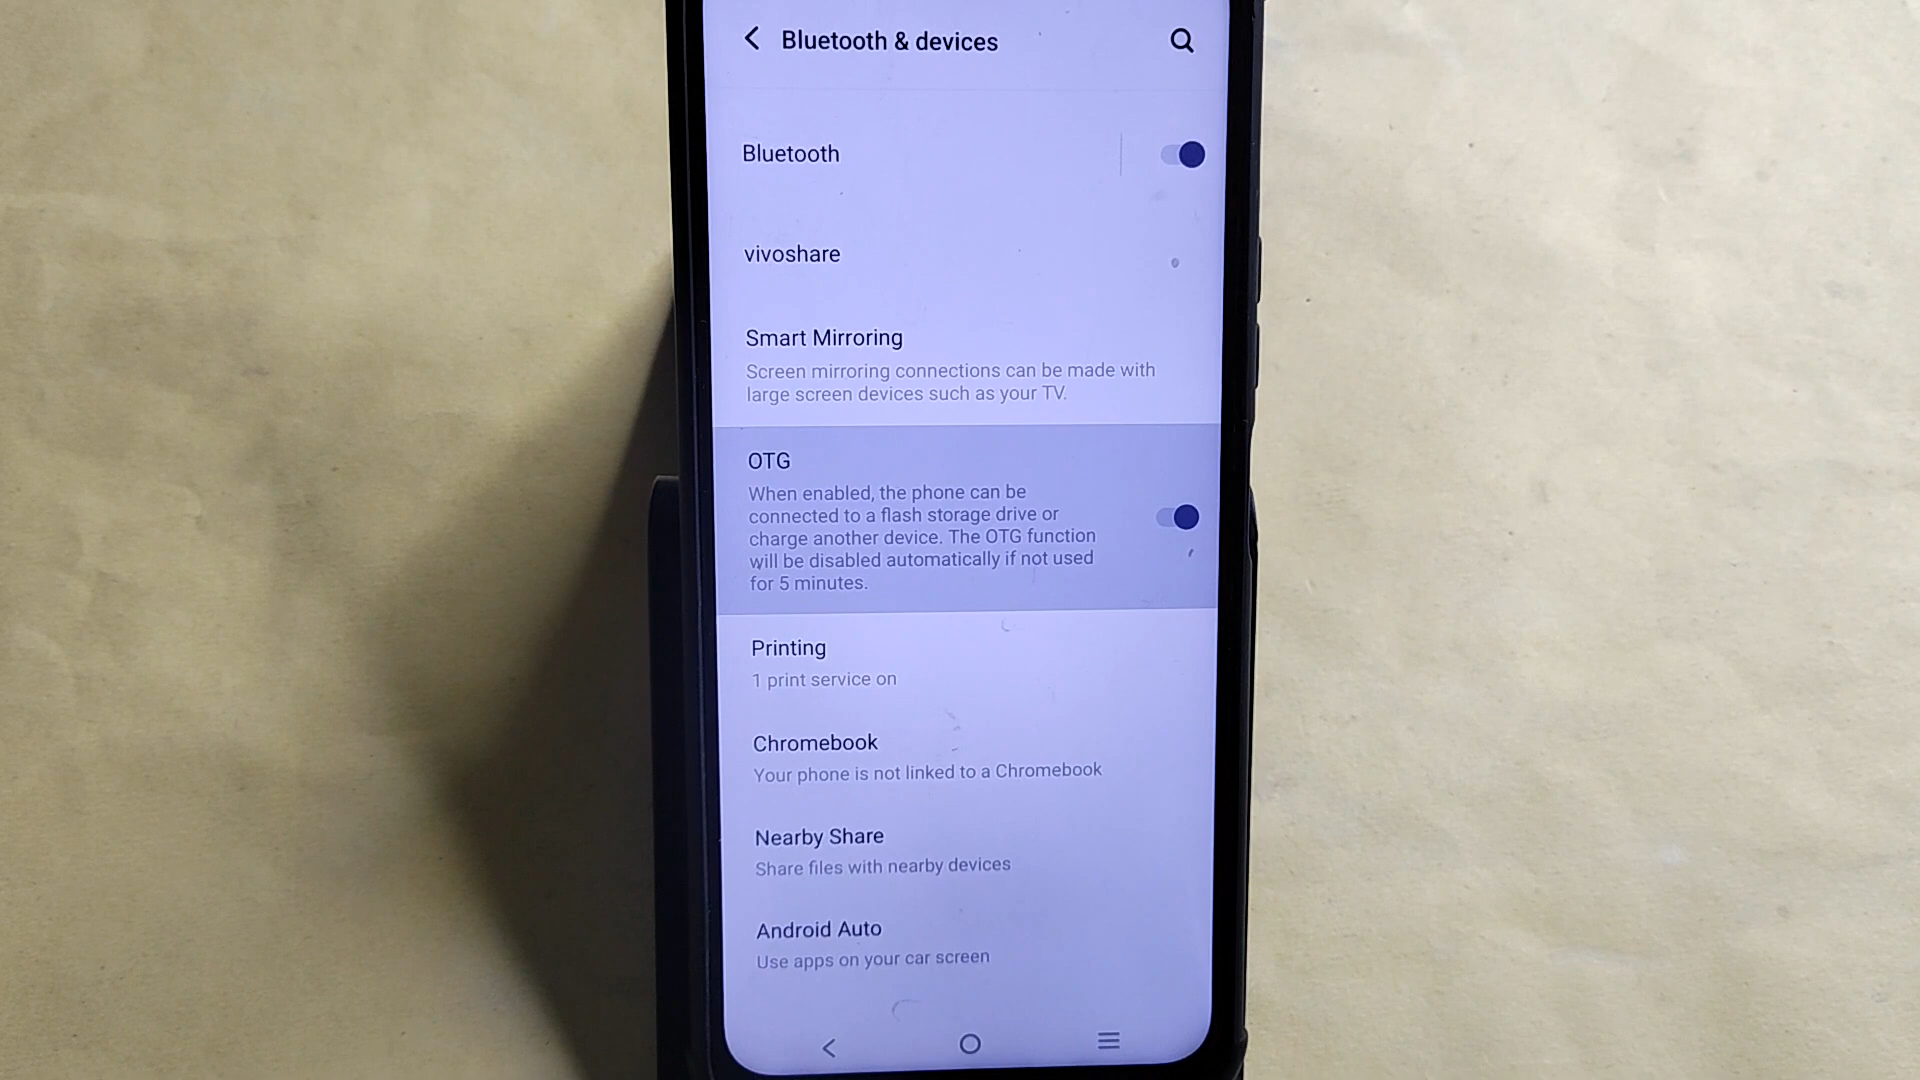 Bluetooth & devices
Bluetooth
vivoshare
Smart Mirroring
Screen mirroring connections can be made with
large screen devices such as your TV.
OTG
When enabled, the phone can be
connected to a flash storage drive or
charge another device. The OTG function
will be disabled automatically if not used
for 5 minutes.
Printing
1 print service on
Chromebook
Your phone is not linked to a Chromebook
Nearby Share
Share files with nearby devices
Android Auto
Use apps on your car screen